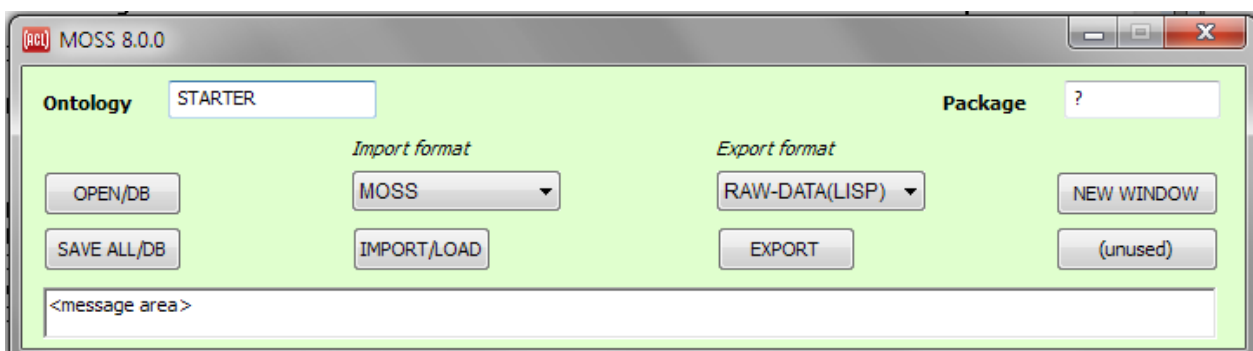 (ACL) MOSS 8.0.0
Ontology STARTER Package ?
Import format Export format
OPEN/DB MOSS RAW-DATA(LISP) NEW WINDOW
SAVE ALL/DB IMPORT/LOAD EXPORT (unused)
<message area>